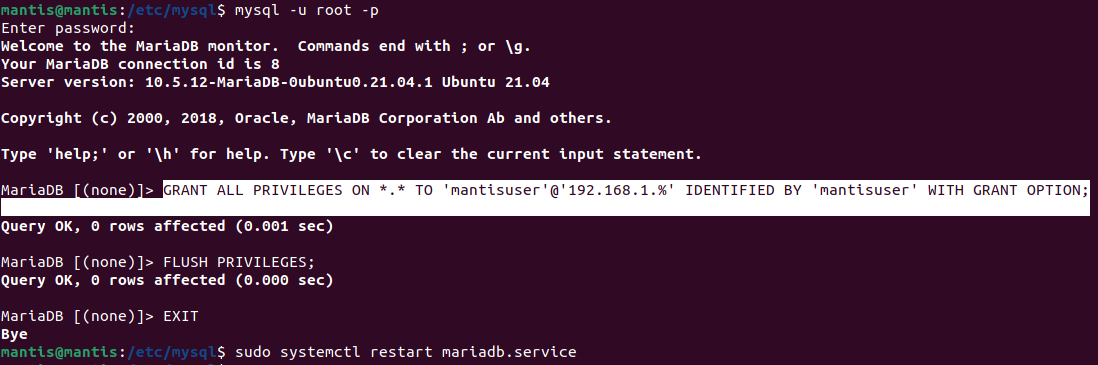 mantis@mantis:/etc/mysql$ mysql -u root -p
Enter password:
Welcome to the MariaDB monitor.  Commands end with ; or \g.
Your MariaDB connection id is 8
Server version: 10.5.12-MariaDB-0ubuntu0.21.04.1 Ubuntu 21.04
Copyright (c) 2000, 2018, Oracle, MariaDB Corporation Ab and others.
Type 'help;' or '\h' for help. Type '\c' to clear the current input statement.
MariaDB [(none)]> GRANT ALL PRIVILEGES ON *.* TO 'mantisuser'@'192.168.1.%' IDENTIFIED BY 'mantisuser' WITH GRANT OPTION;
Query OK, 0 rows affected (0.001 sec)
MariaDB [(none)]> FLUSH PRIVILEGES;
Query OK, 0 rows affected (0.000 sec)
MariaDB [(none)]> EXIT
Bye
mantis@mantis:/etc/mysql$ sudo systemctl restart mariadb.service